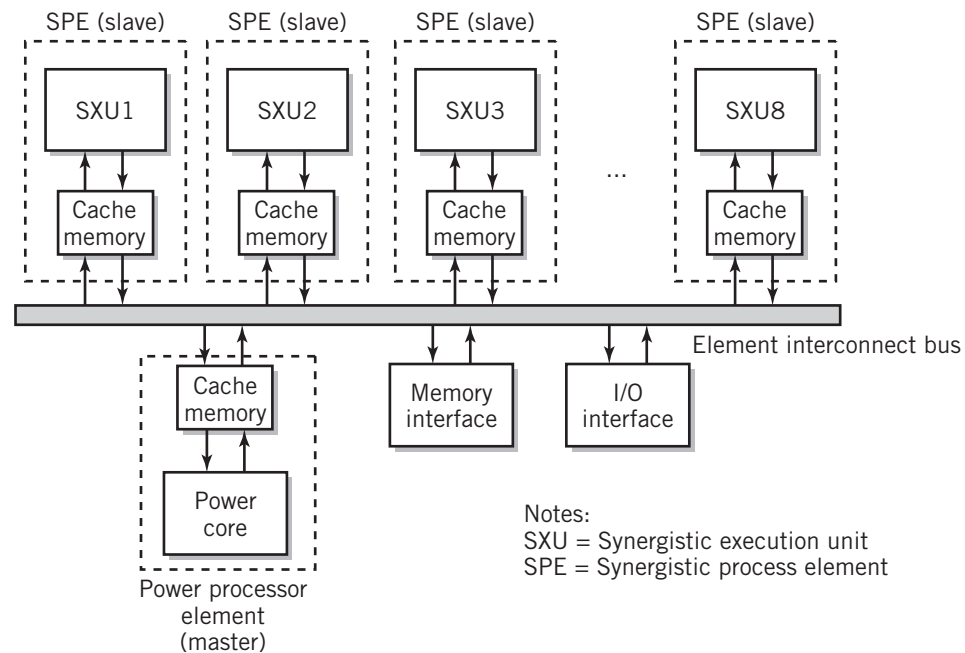 SPE (slave)
SPE (slave)
SPE (slave)
SPE (slave)
SXU1
SXU2
SXU3
SXU8
...
Cache
memory
Cache
memory
Cache
memory
Cache
memory
Element interconnect bus
Cache
memory
Memory
interface
I/O
interface
Power
core
Power processor
element
(master)
Notes:
SXU = Synergistic execution unit
SPE = Synergistic process element